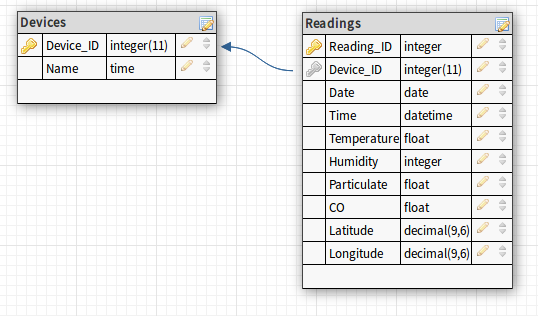 Devices
Device_ID integer(11)
Name time
Readings
Reading_ID integer
Device_ID integer(11)
Date date
Time datetime
Temperature float
Humidity integer
Particulate float
CO float
Latitude decimal(9,6)
Longitude decimal(9,6)